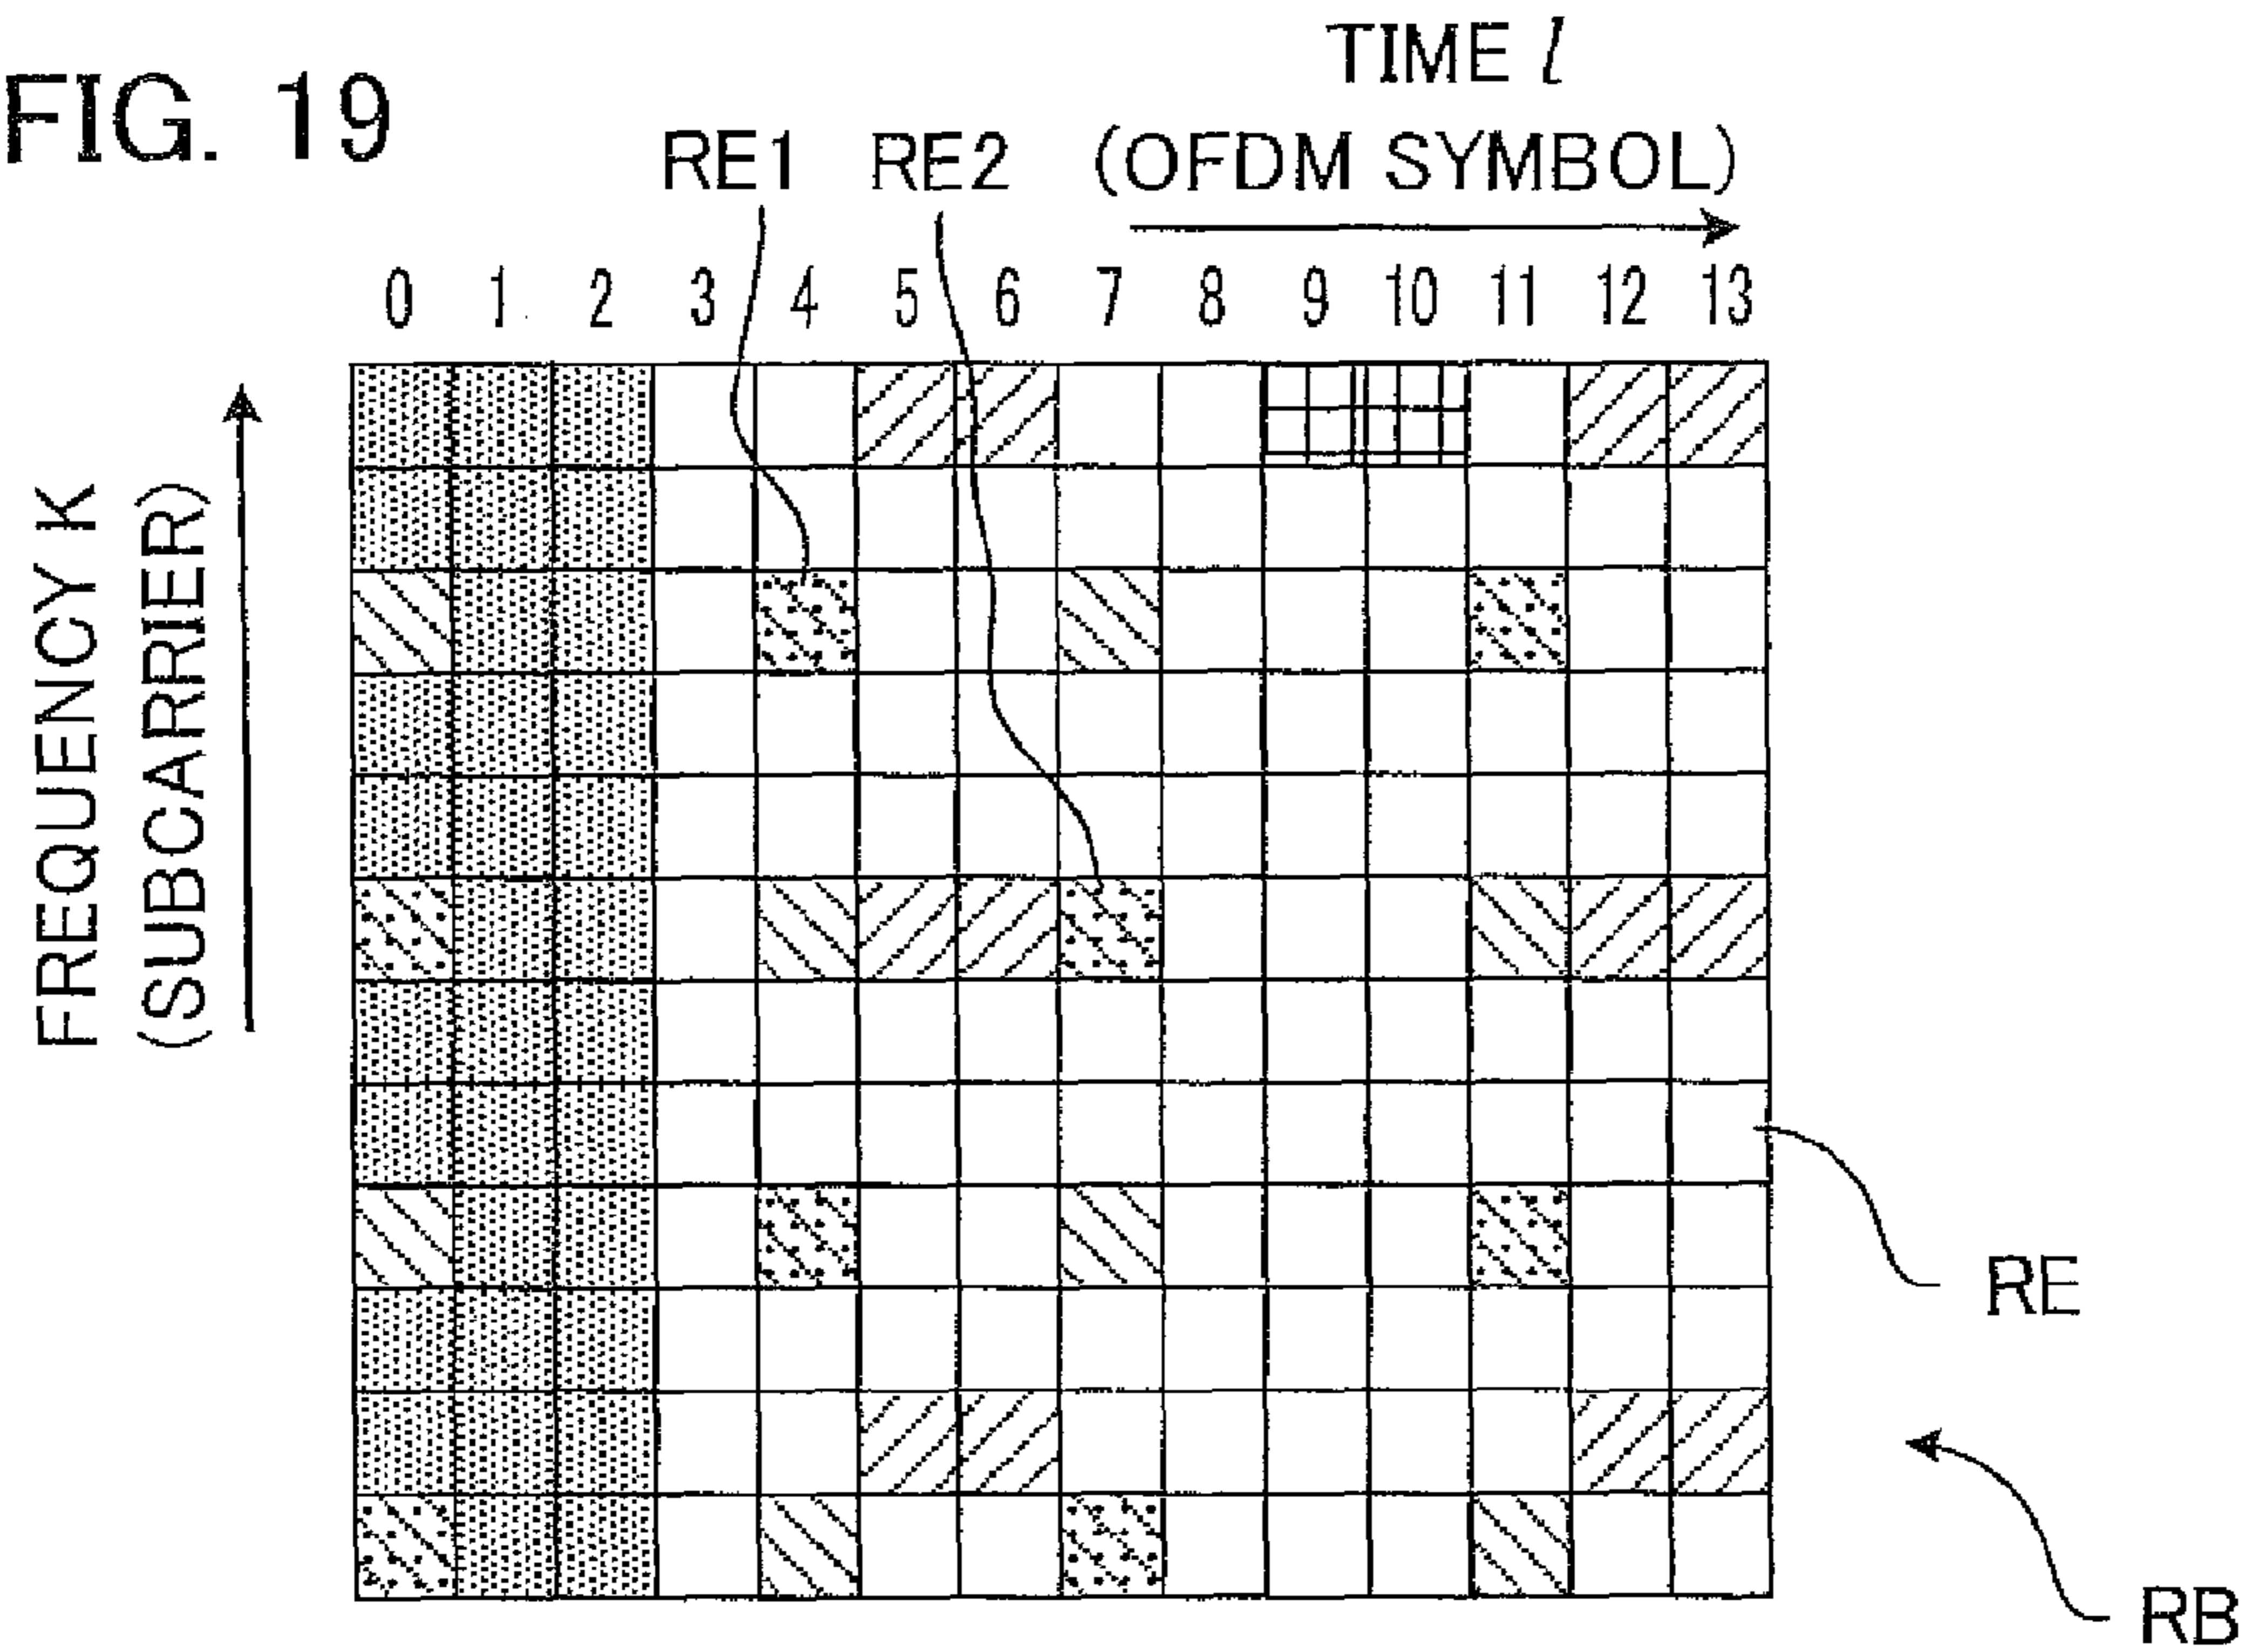 FIG. 19
TIME l
RE1 RE2 (OFDM SYMBOL)
0 1 2 3 4 5 6 7 8 9 10 11 12 13
FREQUENCY K
(SUBCARRIER)
RE
RB